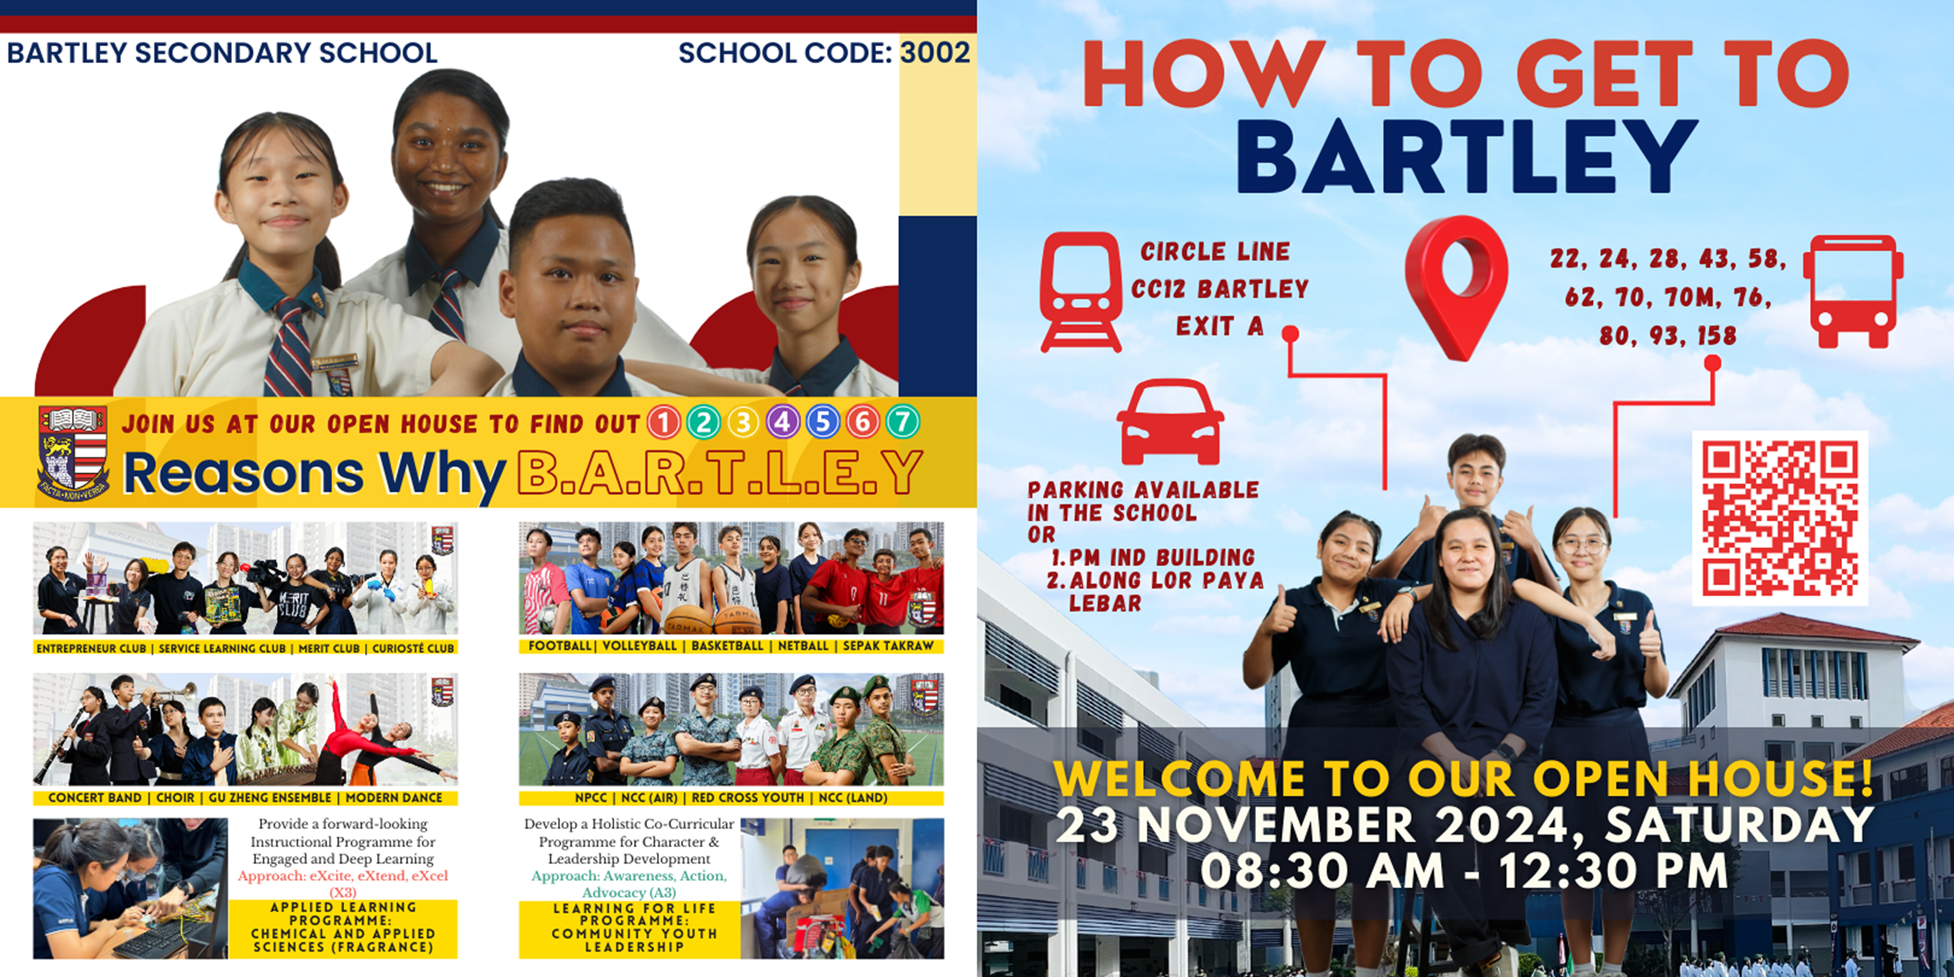 BARTLEY SECONDARY SCHOOL
SCHOOL CODE: 3002
JOIN US AT OUR OPEN HOUSE TO FIND OUT 1 2 3 4 5 6 7
Reasons Why B.A.R.T.L.E.Y
FACTA·NON·VERBA
MERIT
CLUB
ENTREPRENEUR CLUB | SERVICE LEARNING CLUB | MERIT CLUB | CURIOSTÉ CLUB
FOOTBALL| VOLLEYBALL | BASKETBALL | NETBALL | SEPAK TAKRAW
CONCERT BAND | CHOIR | GU ZHENG ENSEMBLE | MODERN DANCE
NPCC | NCC (AIR) | RED CROSS YOUTH | NCC (LAND)
Provide a forward-looking
Instructional Programme for
Engaged and Deep Learning
Approach: eXcite, eXtend, eXcel
(X3)
APPLIED LEARNING
PROGRAMME:
CHEMICAL AND APPLIED
SCIENCES (FRAGRANCE)
Develop a Holistic Co-Curricular
Programme for Character &
Leadership Development
Approach: Awareness, Action,
Advocacy (A3)
LEARNING FOR LIFE
PROGRAMME:
COMMUNITY YOUTH
LEADERSHIP
HOW TO GET TO
BARTLEY
CIRCLE LINE
CC12 BARTLEY
EXIT A
22, 24, 28, 43, 58,
62, 70, 70M, 76,
80, 93, 158
PARKING AVAILABLE
IN THE SCHOOL
OR
1. PM IND BUILDING
2. ALONG LOR PAYA
LEBAR
WELCOME TO OUR OPEN HOUSE!
23 NOVEMBER 2024, SATURDAY
08:30 AM - 12:30 PM